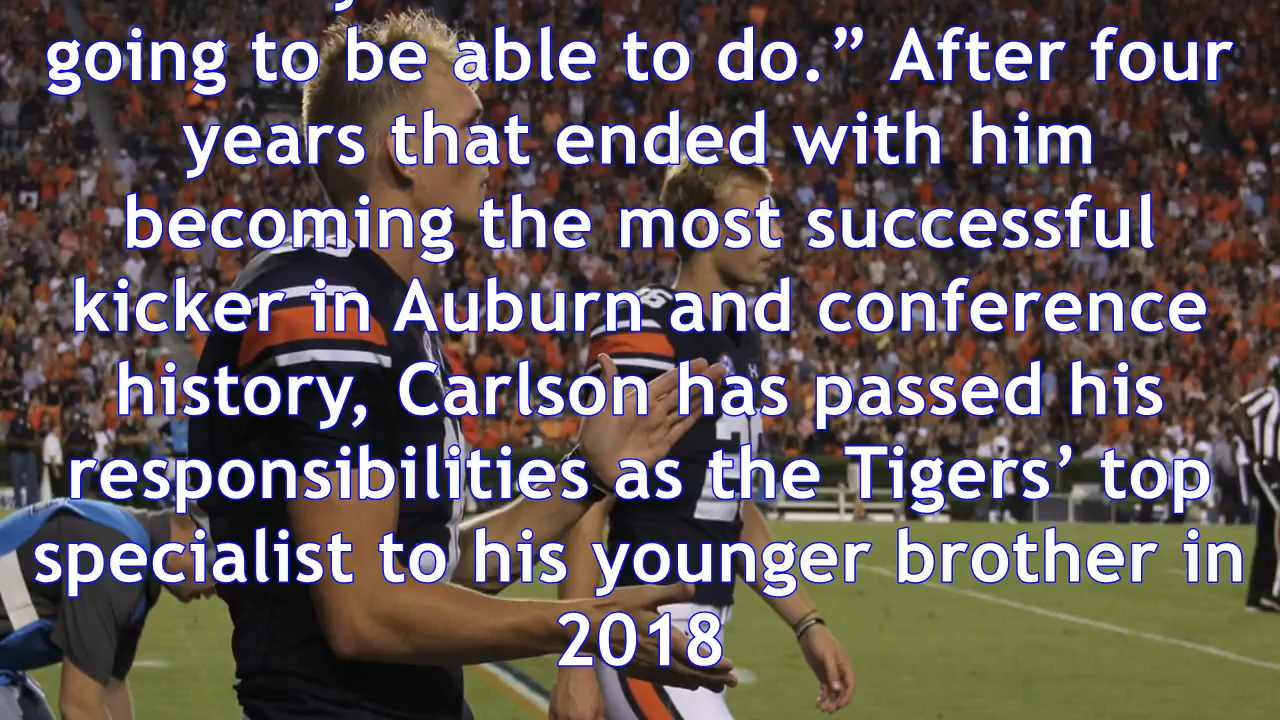 going to be able to do.” After four
years that ended with him
becoming the most successful
kicker in Auburn and conference
history, Carlson has passed his
responsibilities as the Tigers’ top
specialist to his younger brother in
2018